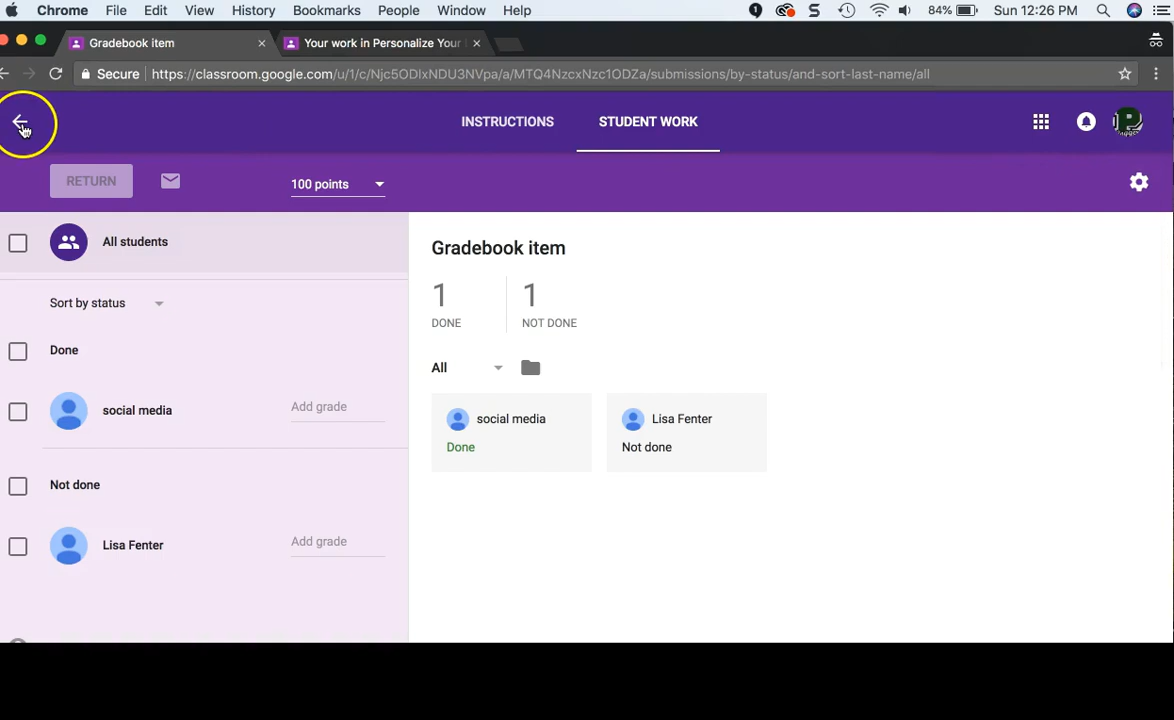 Chrome File Edit View History Bookmarks People Window Help 84% Sun 12:26 PM
Gradebook item
Your work in Personalize Your
Secure https://classroom.google.com/u/1/c/Njc5ODIxNDU3NVpa/a/MTQ4NzcxNzc1ODZa/submissions/by-status/and-sort-last-name/all
INSTRUCTIONS STUDENT WORK
RETURN 100 points
All students
Sort by status
Done
social media Add grade
Not done
Lisa Fenter Add grade
Gradebook item
1 1
DONE NOT DONE
All
social media
Done
Lisa Fenter
Not done